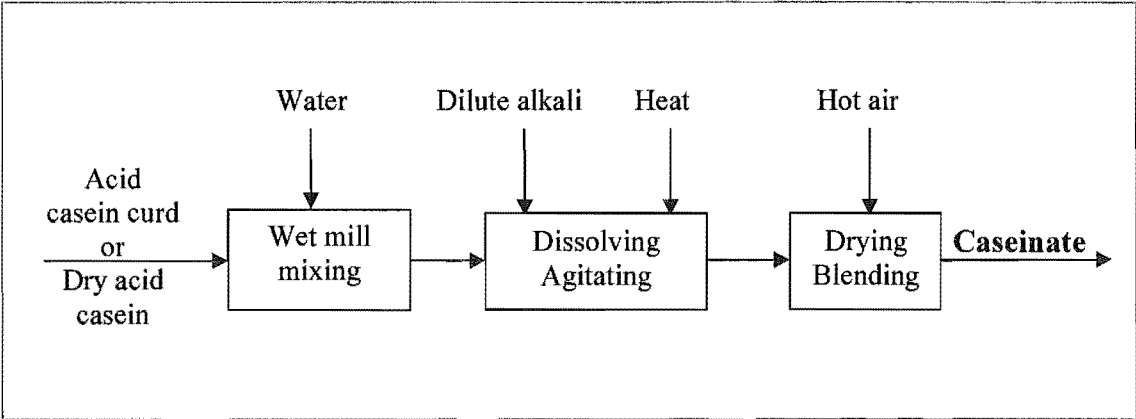 Water
Dilute alkali
Heat
Hot air
Acid
casein curd
or
Dry acid
casein
Wet mill
mixing
Dissolving
Agitating
Drying
Blending
Caseinate